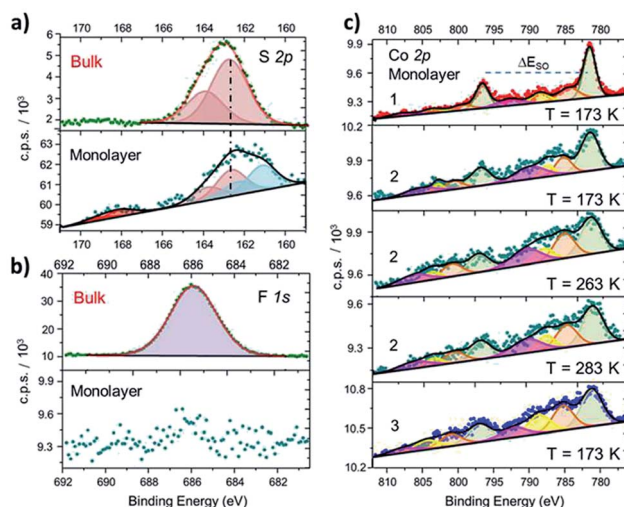 a)
170 168 166 164 162 160
S 2p
Bulk
6
5
4
3
2
Monolayer
63
62
61
60
59
c.p.s. / 10³
170 168 166 164 162 160
b)
692 690 688 686 684 682
F 1s
Bulk
40
30
20
10
Monolayer
9.9
9.6
9.3
c.p.s. / 10³
692 690 688 686 684 682
Binding Energy (eV)
c)
810 805 800 795 790 785 780
Co 2p
Monolayer
ΔE_SO
9.9
9.3
1
T = 173 K
10.2
9.9
9.6
2
T = 173 K
9.9
9.6
2
T = 263 K
c.p.s. / 10³
9.6
9.3
2
T = 283 K
10.8
10.5
10.2
3
T = 173 K
810 805 800 795 790 785 780
Binding Energy (eV)